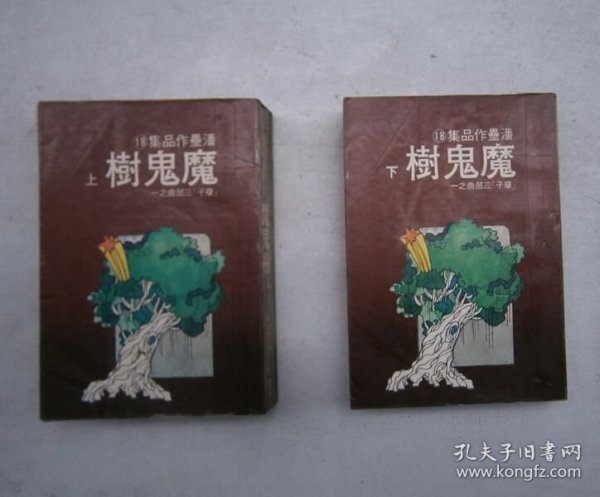 潘壘作品集18
魔鬼樹 上
「孽子」三部曲之一
潘壘作品集18
魔鬼樹 下
「孽子」三部曲之一
孔夫子旧书网
www.kongfz.com